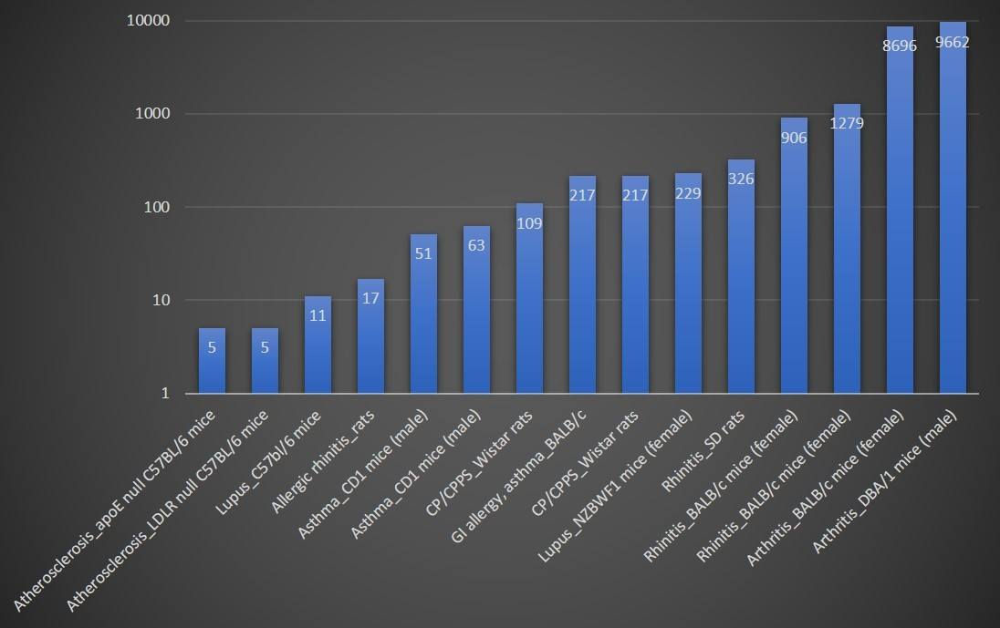 10000
1000
100
10
1
5
5
11
17
51
63
109
217
217
229
326
906
1279
8696
9662
Atherosclerosis_apoE null C57BL/6 mice
Atherosclerosis_LDLR null C57BL/6 mice
Lupus_C57bl/6 mice
Allergic rhinitis_rats
Asthma_CD1 mice (male)
Asthma_CD1 mice (male)
CP/CPPS_Wistar rats
GI allergy, asthma_BALB/c
CP/CPPS_Wistar rats
Lupus_NZBWF1 mice (female)
Rhinitis_SD rats
Rhinitis_BALB/c mice (female)
Rhinitis_BALB/c mice (female)
Arthritis_BALB/c mice (female)
Arthritis_DBA/1 mice (male)